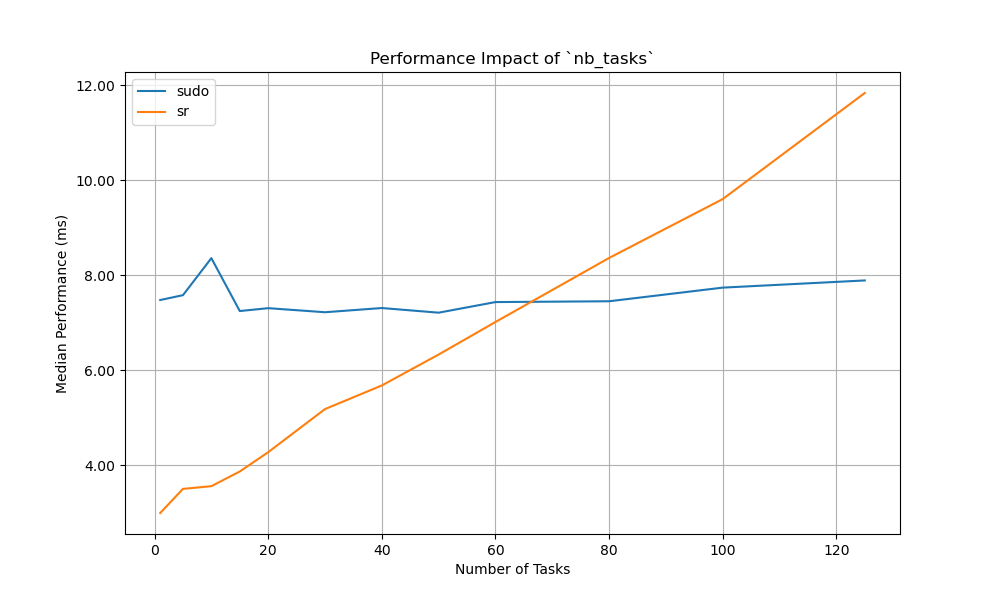 Performance Impact of `nb_tasks`
sudo
sr
12.00
10.00
8.00
6.00
4.00
Median Performance (ms)
0 20 40 60 80 100 120
Number of Tasks